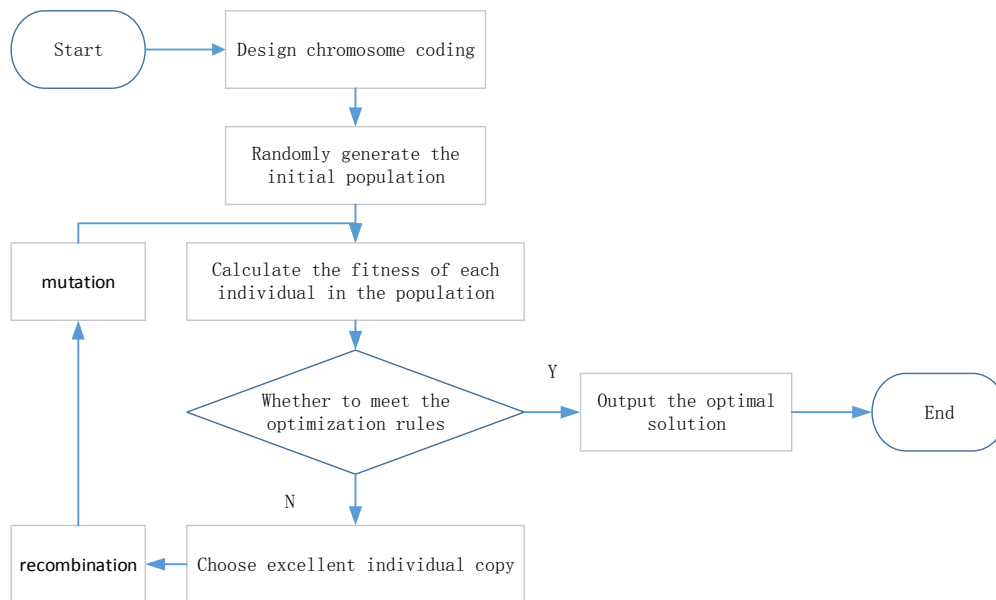 Start
Design chromosome coding
Randomly generate the
initial population
mutation
Calculate the fitness of each
individual in the population
Whether to meet the
optimization rules
Y
Output the optimal
solution
End
N
recombination
Choose excellent individual copy